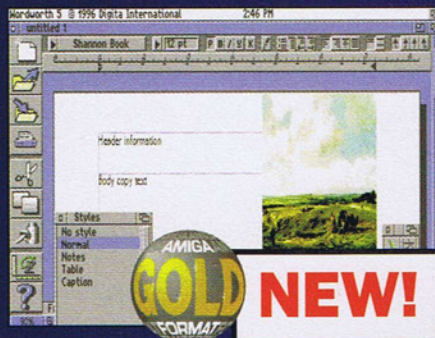 Wordworth 5 © 1996 Digita International 2:46 PM
untitled 1
Shannon Book 12 pt P B I U X
Header information
Body copy text
Styles
No style
Normal
Notes
Table
Caption
AMIGA
GOLD
FORMAT
NEW!